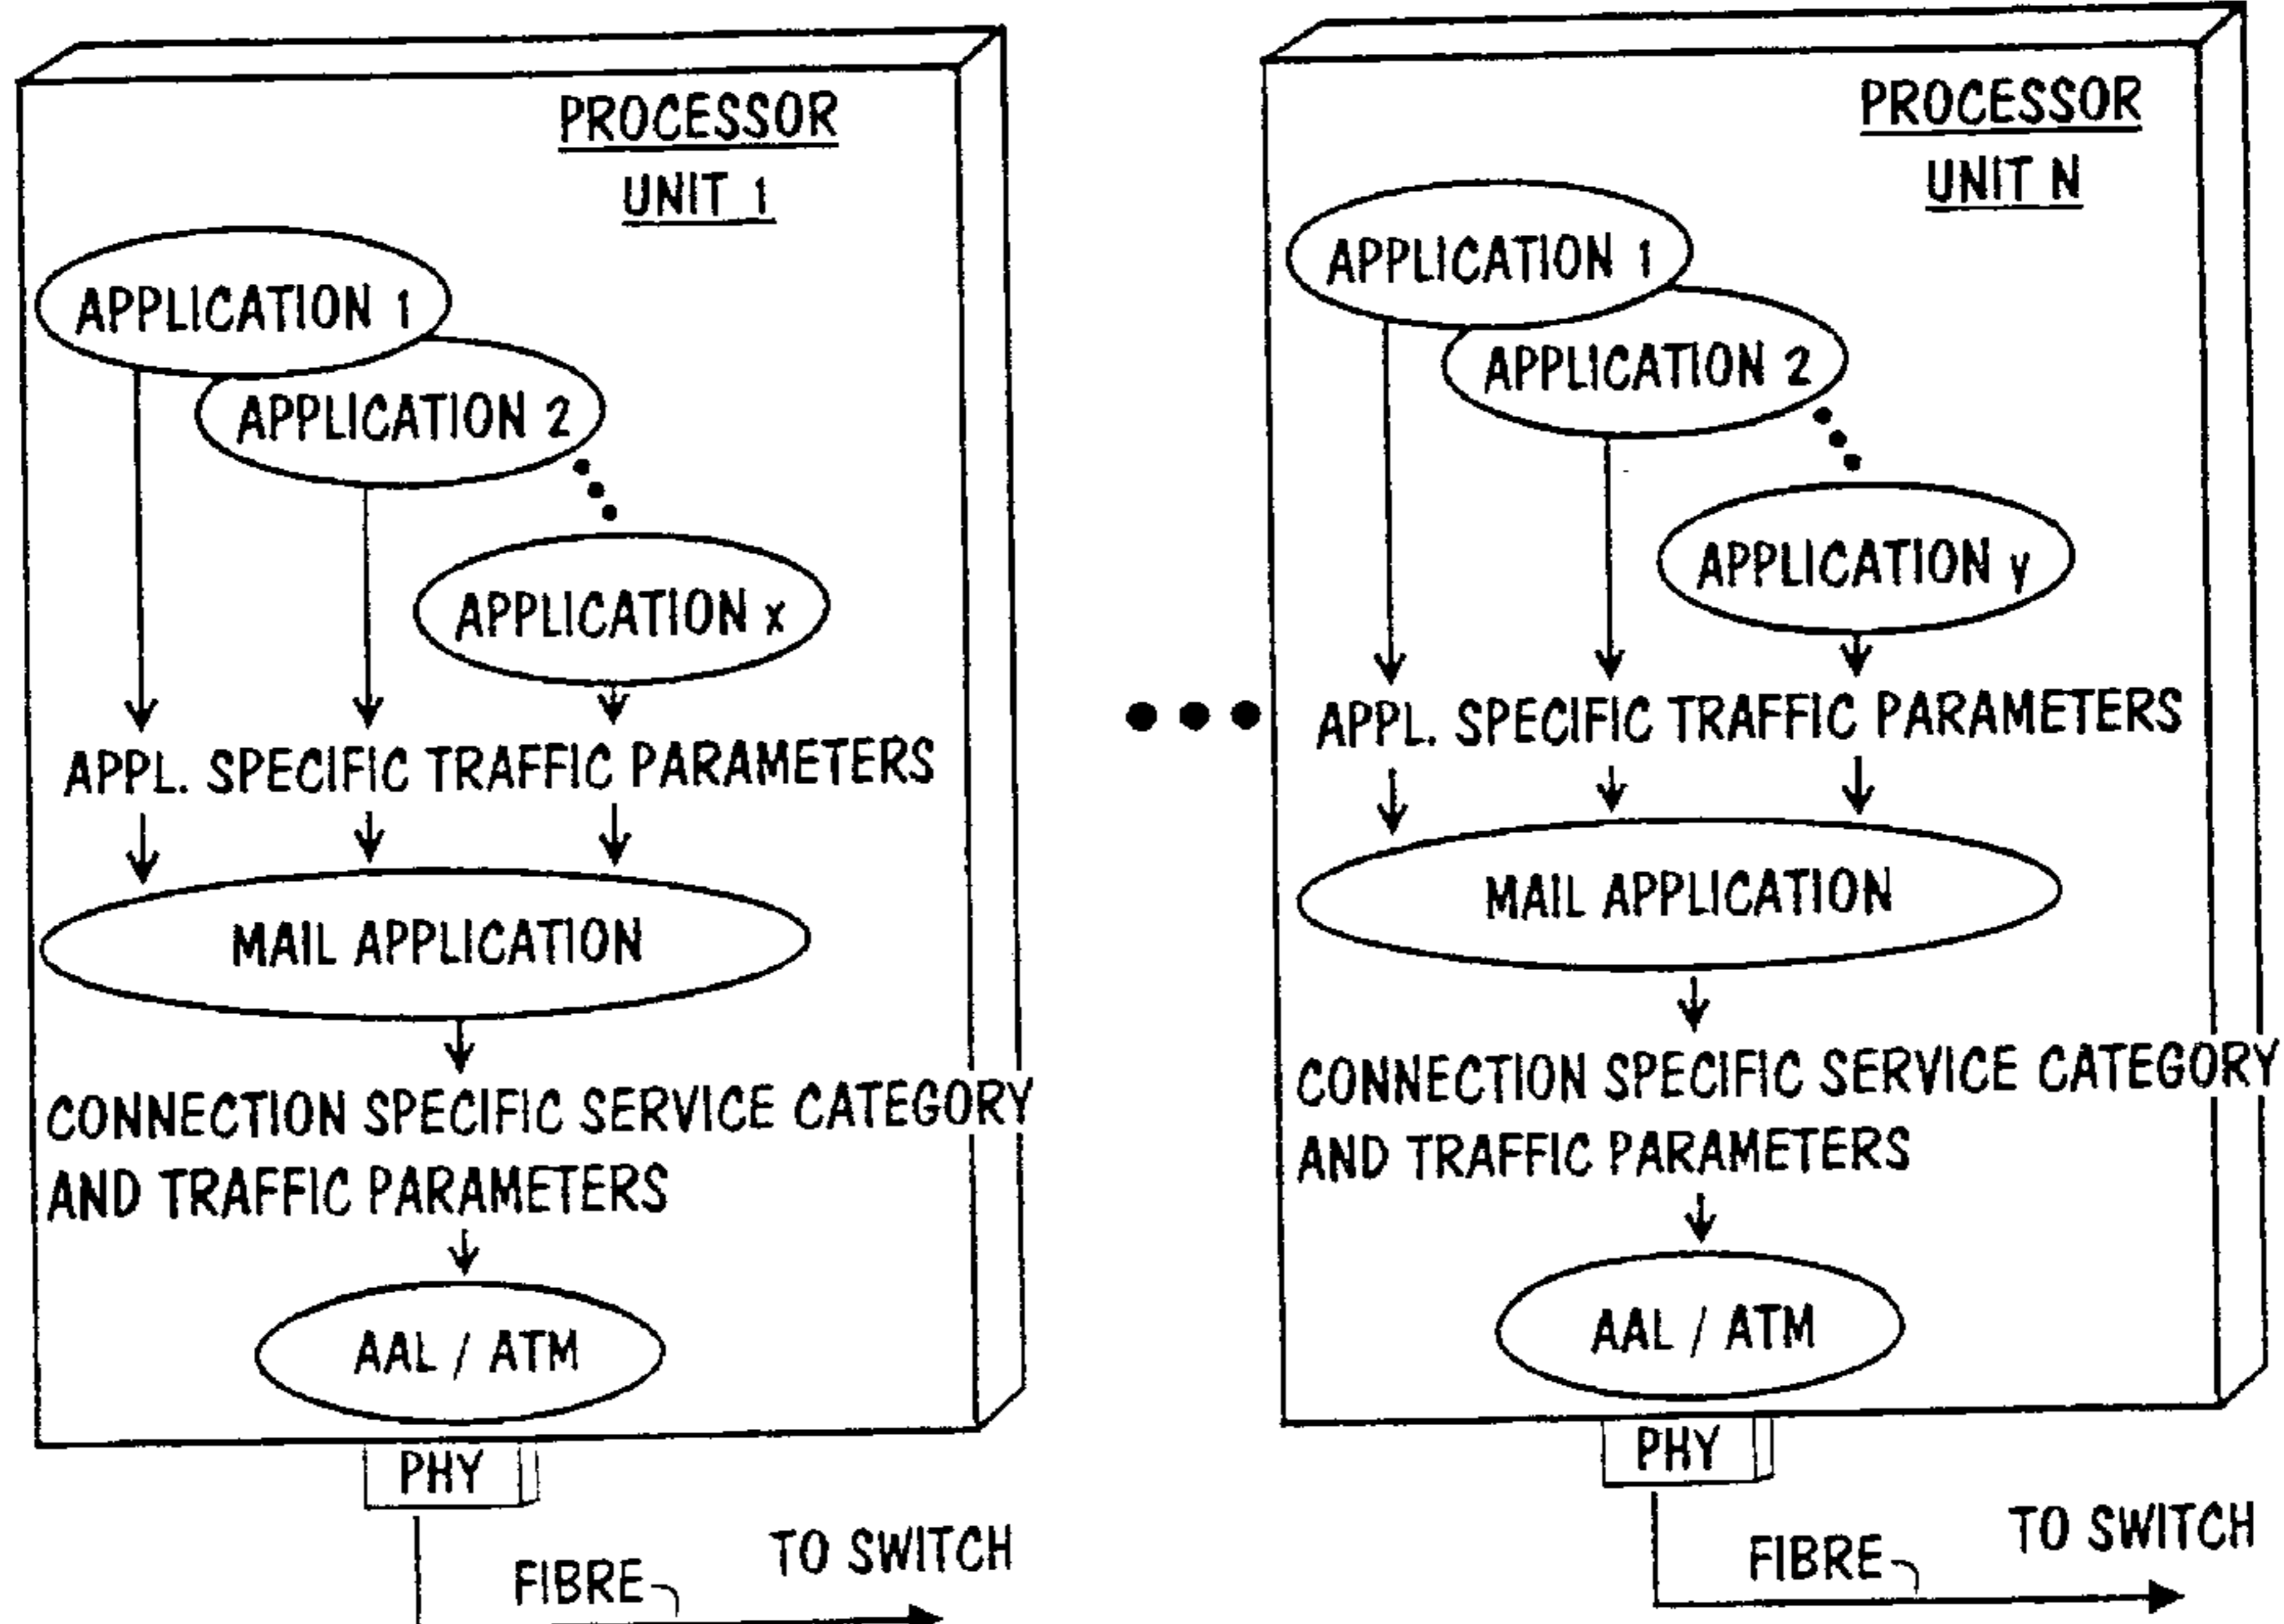 PROCESSOR
UNIT 1
APPLICATION 1
APPLICATION 2
APPLICATION x
APPL. SPECIFIC TRAFFIC PARAMETERS
MAIL APPLICATION
CONNECTION SPECIFIC SERVICE CATEGORY
AND TRAFFIC PARAMETERS
AAL / ATM
PHY
FIBRE
TO SWITCH
PROCESSOR
UNIT N
APPLICATION 1
APPLICATION 2
APPLICATION y
APPL. SPECIFIC TRAFFIC PARAMETERS
MAIL APPLICATION
CONNECTION SPECIFIC SERVICE CATEGORY
AND TRAFFIC PARAMETERS
AAL / ATM
PHY
FIBRE
TO SWITCH